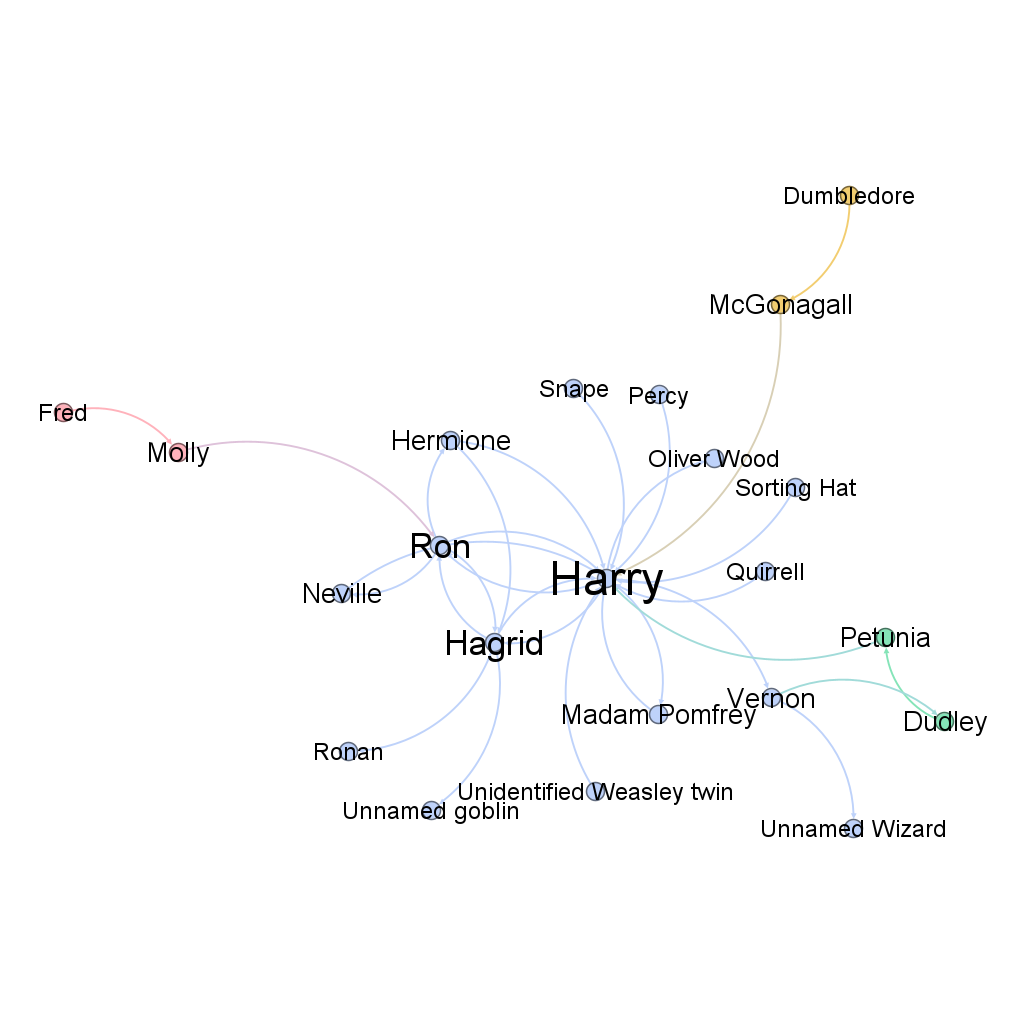 Dumbledore
McGonagall
Snape
Percy
Fred
Hermione
Molly
Oliver Wood
Sorting Hat
Ron
Quirrell
Harry
Neville
Petunia
Hagrid
Vernon
Madam Pomfrey
Dudley
Ronan
Unidentified Weasley twin
Unnamed goblin
Unnamed Wizard